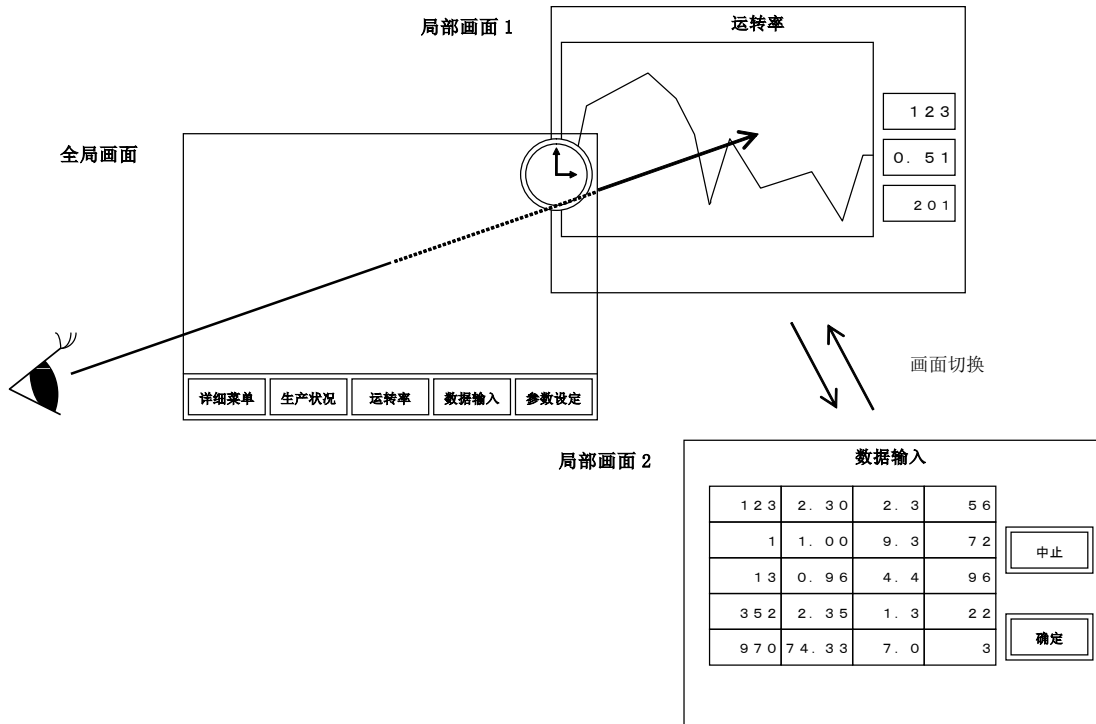 局部画面 1
运转率
123
0. 51
201
全局画面
详细菜单 生产状况 运转率 数据输入 参数设定
画面切换
局部画面 2
数据输入
123 2. 30 2. 3 56
1 1. 00 9. 3 72
13 0. 96 4. 4 96
352 2. 35 1. 3 22
970 74. 33 7. 0 3
中止
确定